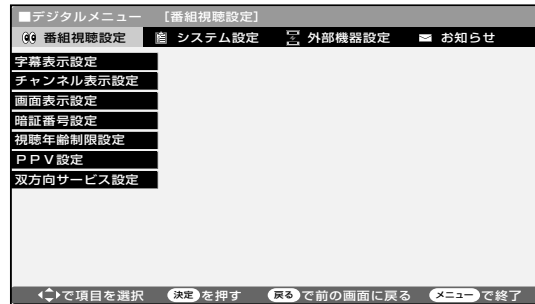 ■デジタルメニュー [番組視聴設定]
番組視聴設定 システム設定 外部機器設定 お知らせ
字幕表示設定
チャンネル表示設定
画面表示設定
暗証番号設定
視聴年齢制限設定
PPV設定
双方向サービス設定
で項目を選択 決定を押す 戻るで前の画面に戻る メニューで終了